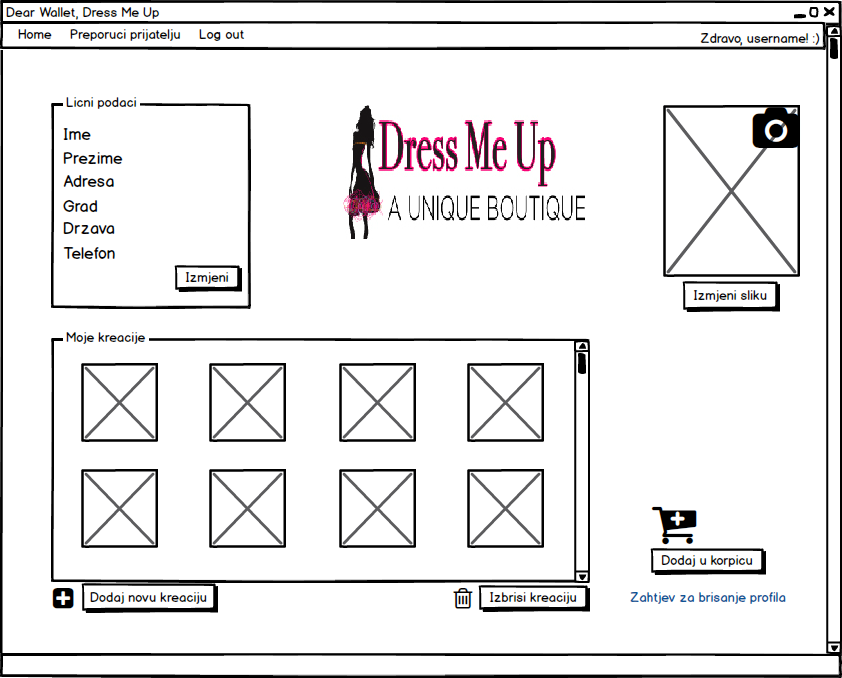 Dear Wallet, Dress Me Up
Home Preporuci prijatelju Log out Zdravo, username! :)
Licni podaci
Ime
Prezime
Adresa
Grad
Drzava
Telefon
Izmjeni
Dress Me Up
A UNIQUE BOUTIQUE
Izmjeni sliku
Moje kreacije
Dodaj u korpicu
Dodaj novu kreaciju
Izbrisi kreaciju
Zahtjev za brisanje profila